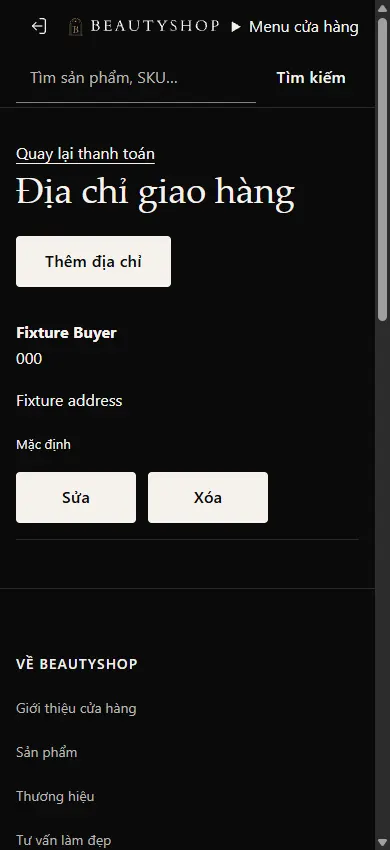 BEAUTYSHOP
Menu cửa hàng
Tìm sản phẩm, SKU...
Tìm kiếm
Quay lại thanh toán
Địa chỉ giao hàng
Thêm địa chỉ
Fixture Buyer
000
Fixture address
Mặc định
Sửa
Xóa
VỀ BEAUTYSHOP
Giới thiệu cửa hàng
Sản phẩm
Thương hiệu
Tư vấn làm đẹp